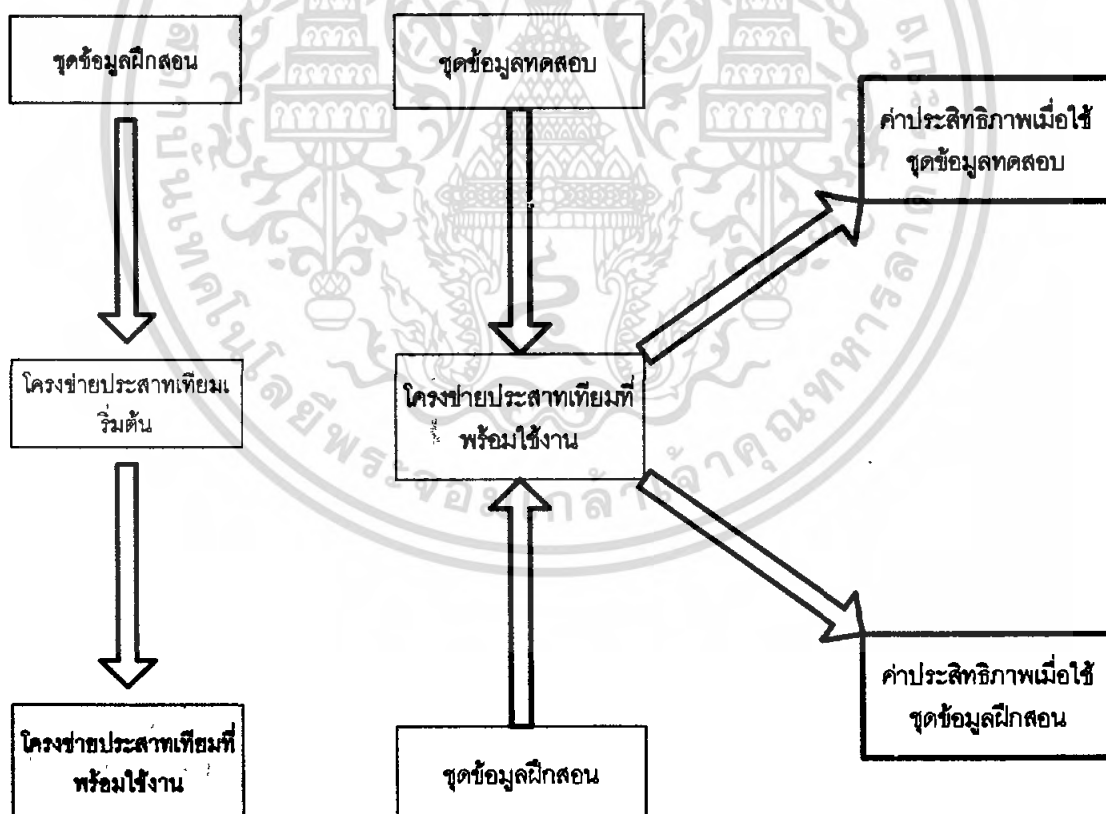 ชุดข้อมูลฝึกสอน
ชุดข้อมูลทดสอบ
ค่าประสิทธิภาพเมื่อใช้
ชุดข้อมูลทดสอบ
โครงข่ายประสาทเทียมเ
ริ่มต้น
โครงข่ายประสาทเทียมที่
พร้อมใช้งาน
ค่าประสิทธิภาพเมื่อใช้
ชุดข้อมูลฝึกสอน
โครงข่ายประสาทเทียมที่
พร้อมใช้งาน
ชุดข้อมูลฝึกสอน